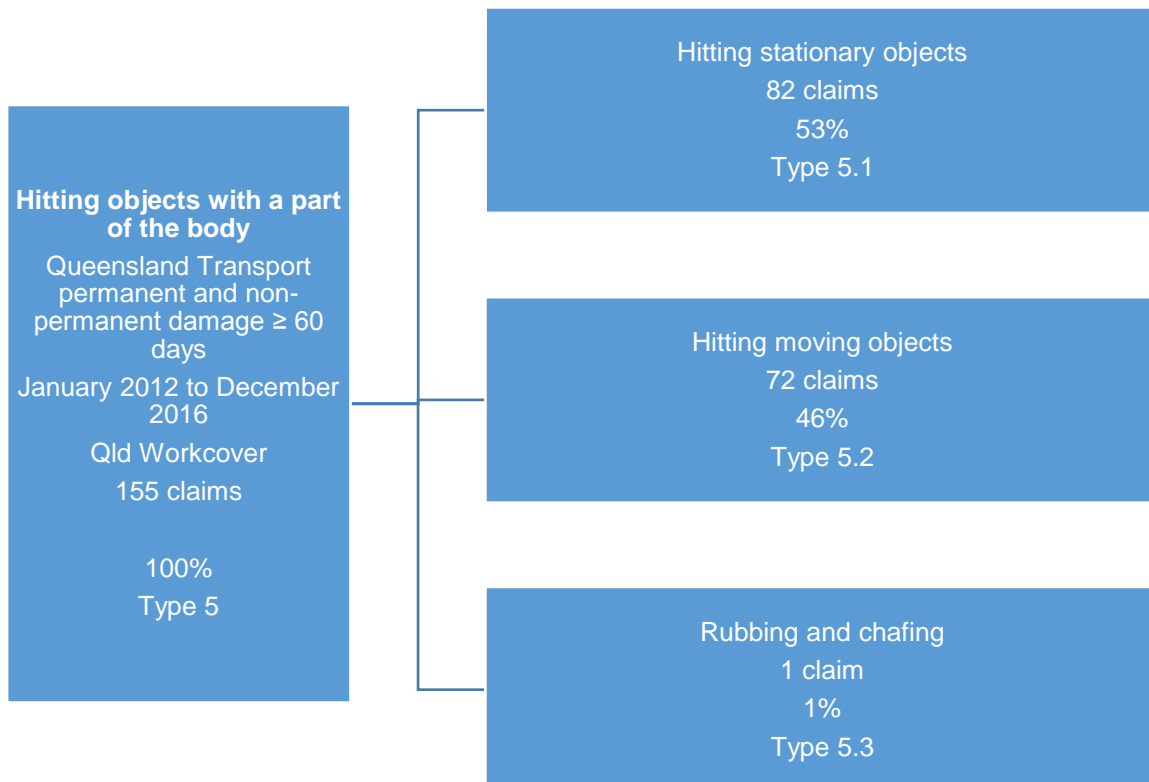 Hitting objects with a part
of the body
Queensland Transport
permanent and non-
permanent damage ≥ 60
days
January 2012 to December
2016
Qld Workcover
155 claims
100%
Type 5
Hitting stationary objects
82 claims
53%
Type 5.1
Hitting moving objects
72 claims
46%
Type 5.2
Rubbing and chafing
1 claim
1%
Type 5.3